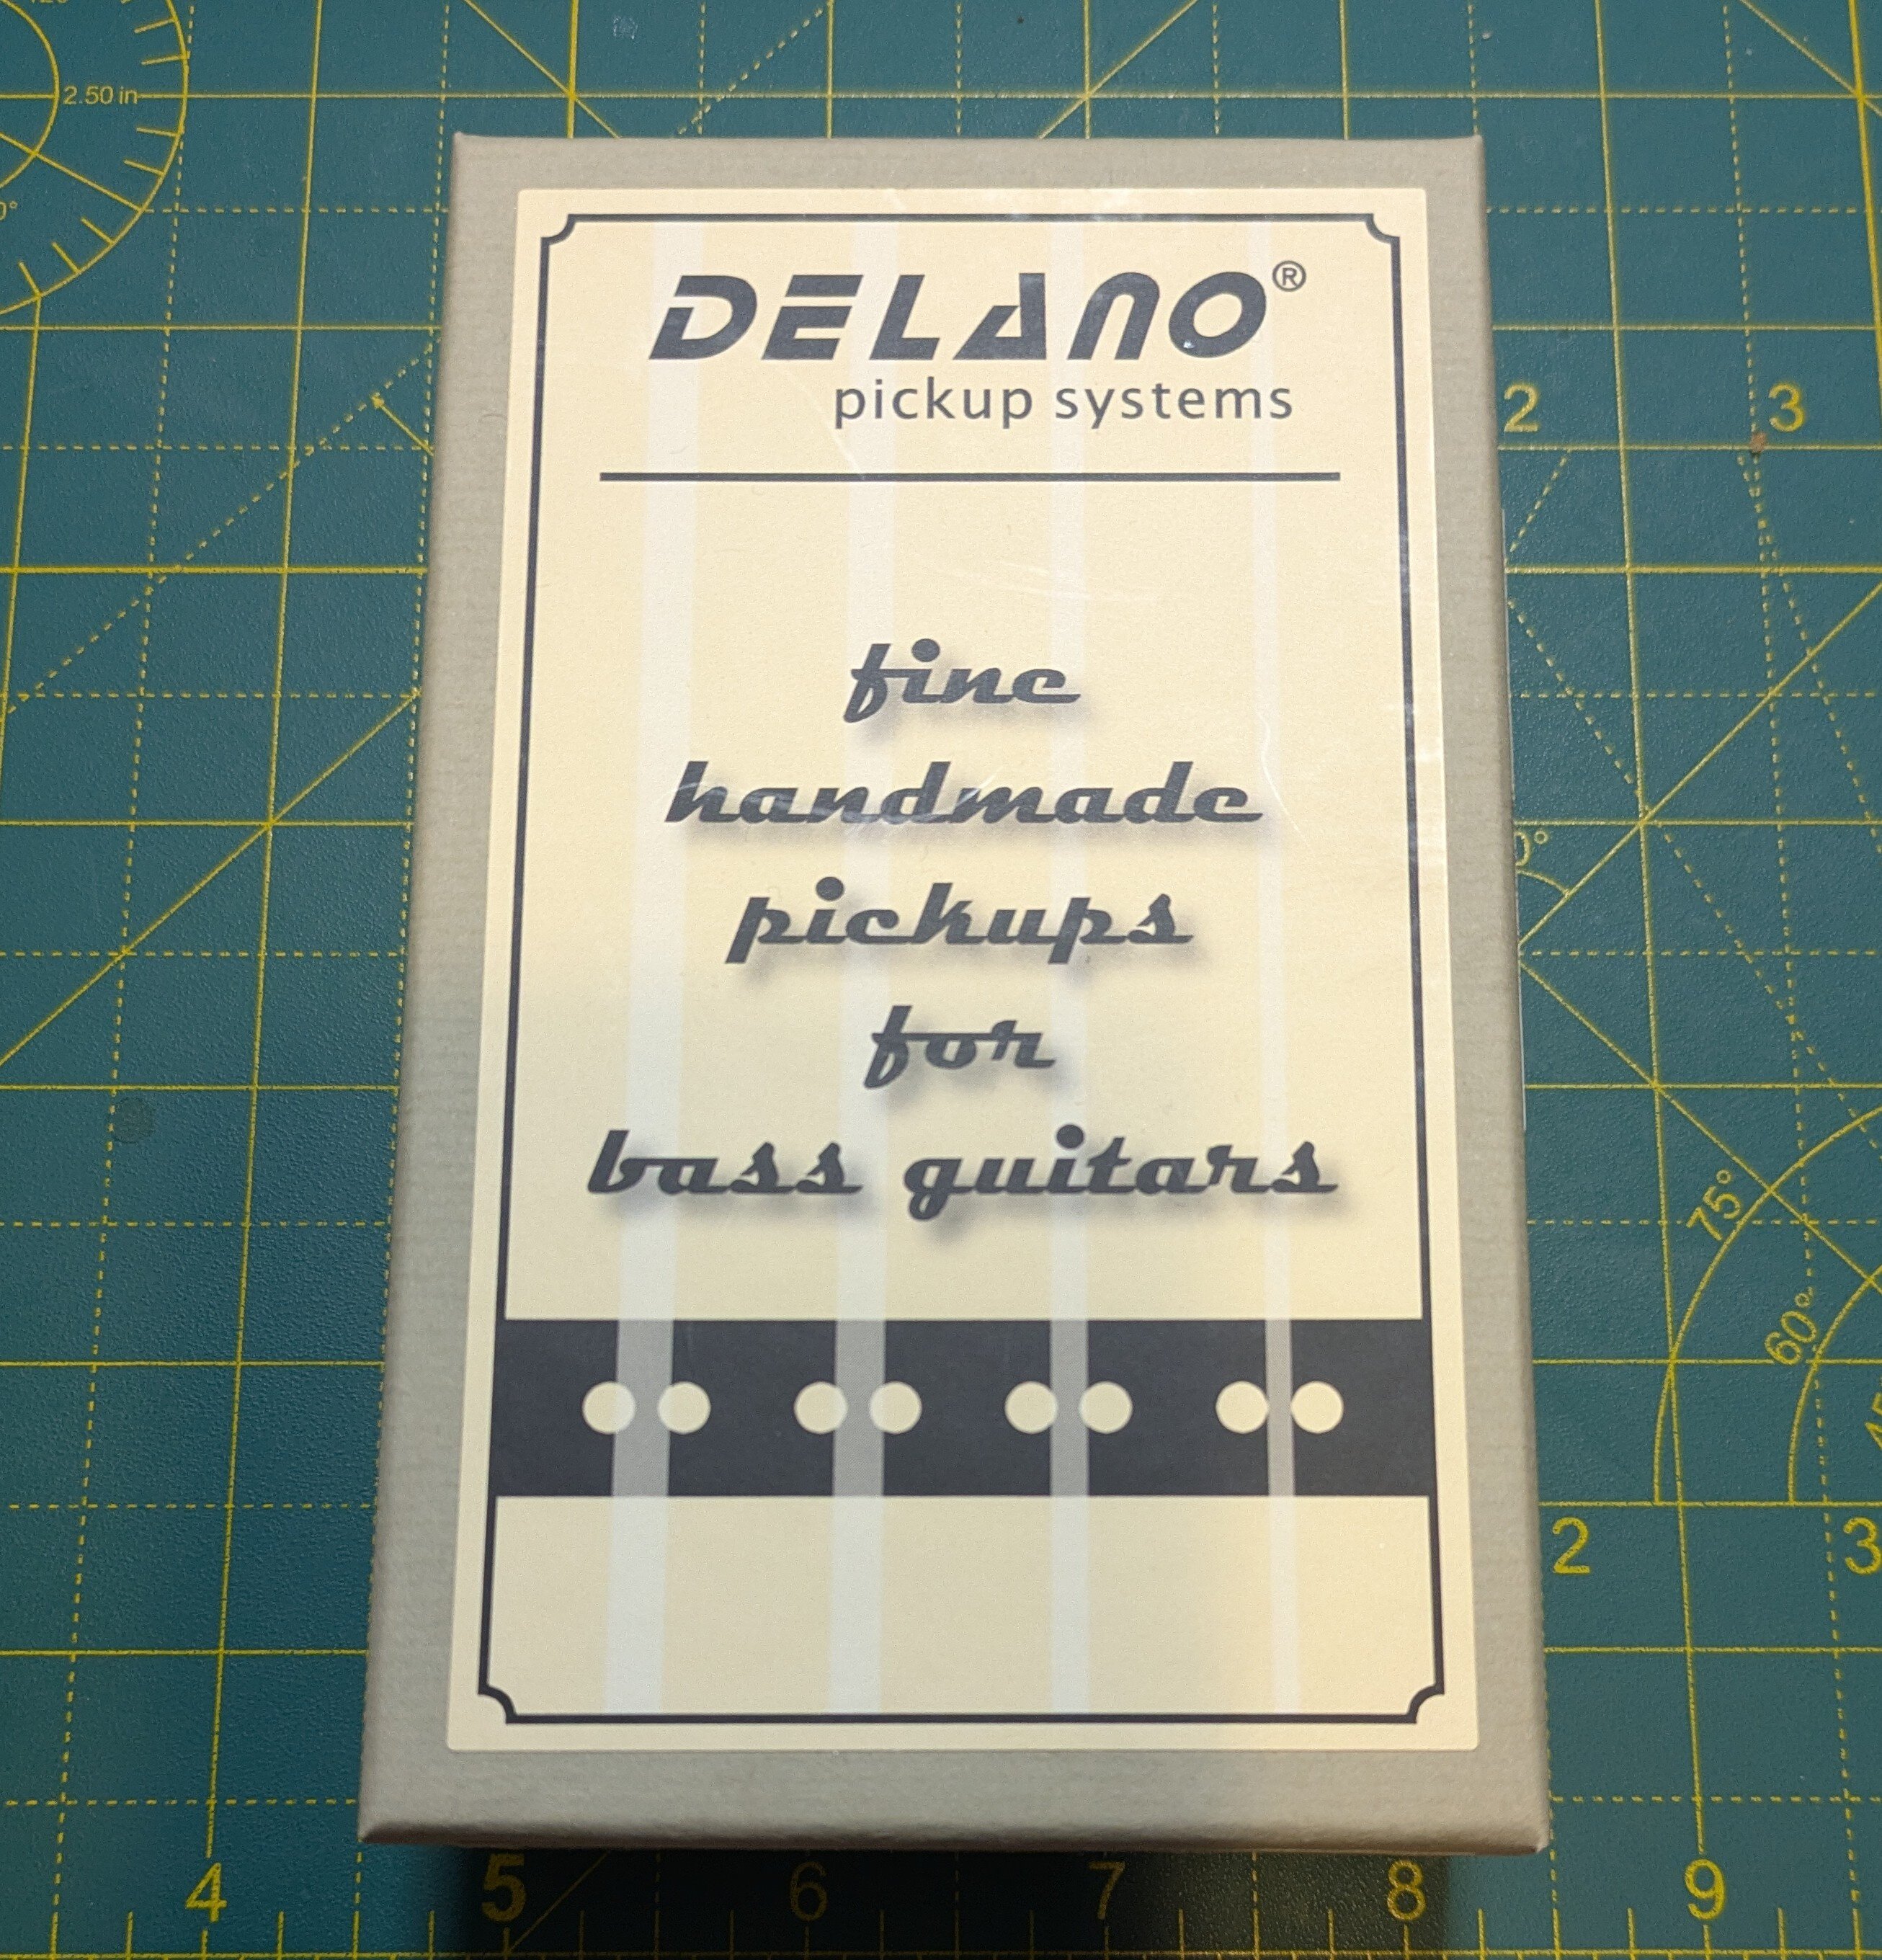 2.50 in
DELANO®
pickup systems
2 3
fine
handmade
pickups
for
bass guitars
75°
60°
2 3
4 5 6 7 8 9